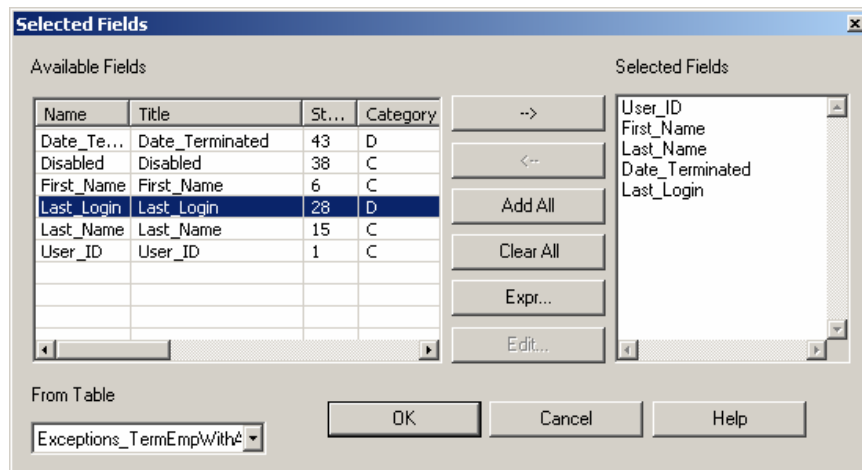 Selected Fields
Available Fields
Selected Fields
Name Title St... Category
Date_Te... Date_Terminated 43 D
Disabled Disabled 38 C
First_Name First_Name 6 C
Last_Login Last_Login 28 D
Last_Name Last_Name 15 C
User_ID User_ID 1 C
-->
<--
Add All
Clear All
Expr...
Edit...
User_ID
First_Name
Last_Name
Date_Terminated
Last_Login
From Table
Exceptions_TermEmpWithA
OK Cancel Help